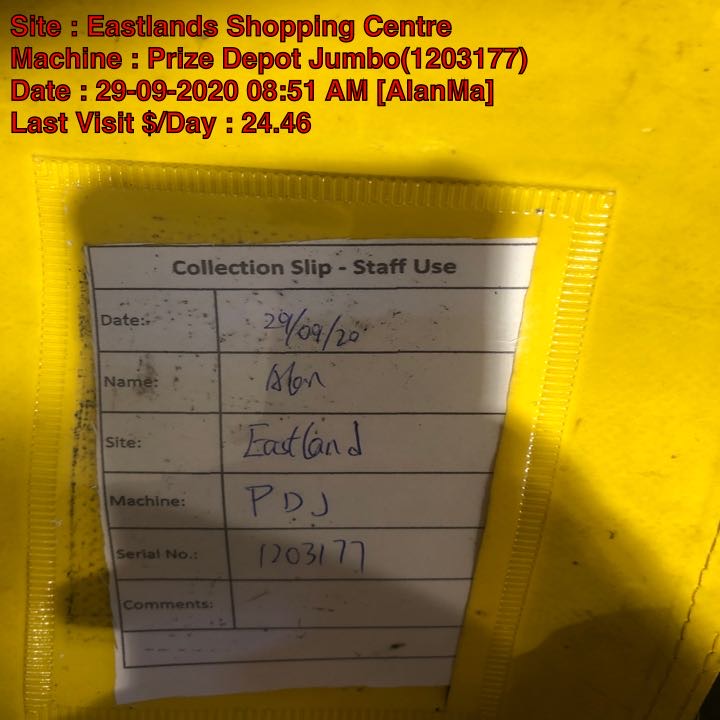 Site : Eastlands Shopping Centre
Machine : Prize Depot Jumbo(1203177)
Date : 29-09-2020 08:51 AM [AlanMa]
Last Visit $/Day : 24.46
Collection Slip - Staff Use
Date:- 29/09/20
Name: Alan
Site: Eastland
Machine: PDJ
Serial No.: 1203177
Comments: